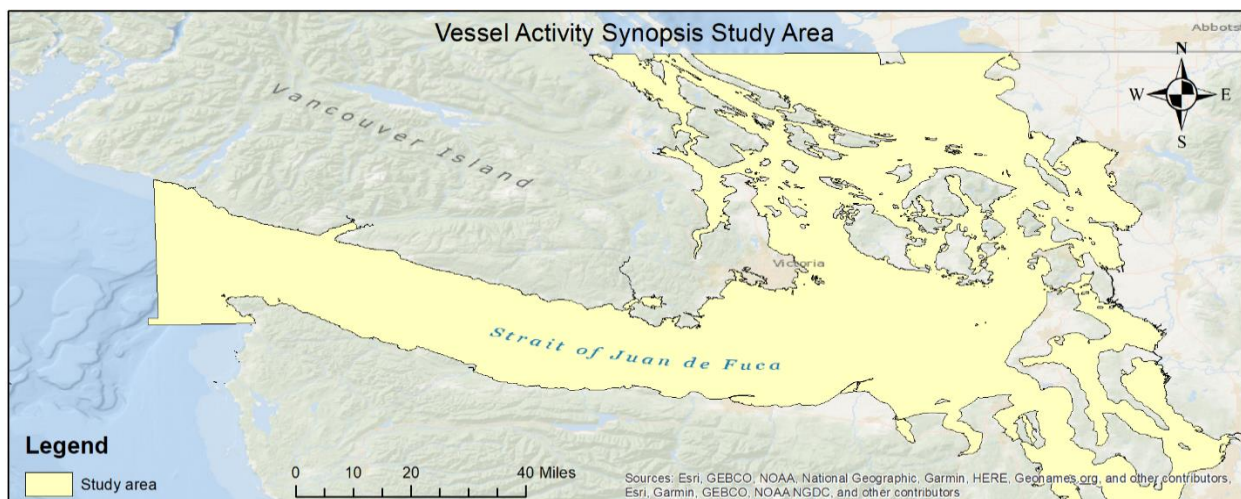 Vessel Activity Synopsis Study Area
Abbots
N
W
E
S
Vancouver Island
Victoria
Strait of Juan de Fuca
Legend
Study area
0 10 20 40 Miles
Sources: Esri, GEBCO, NOAA, National Geographic, Garmin, HERE, Geonames.org, and other contributors,
Esri, Garmin, GEBCO, NOAA NGDC, and other contributors